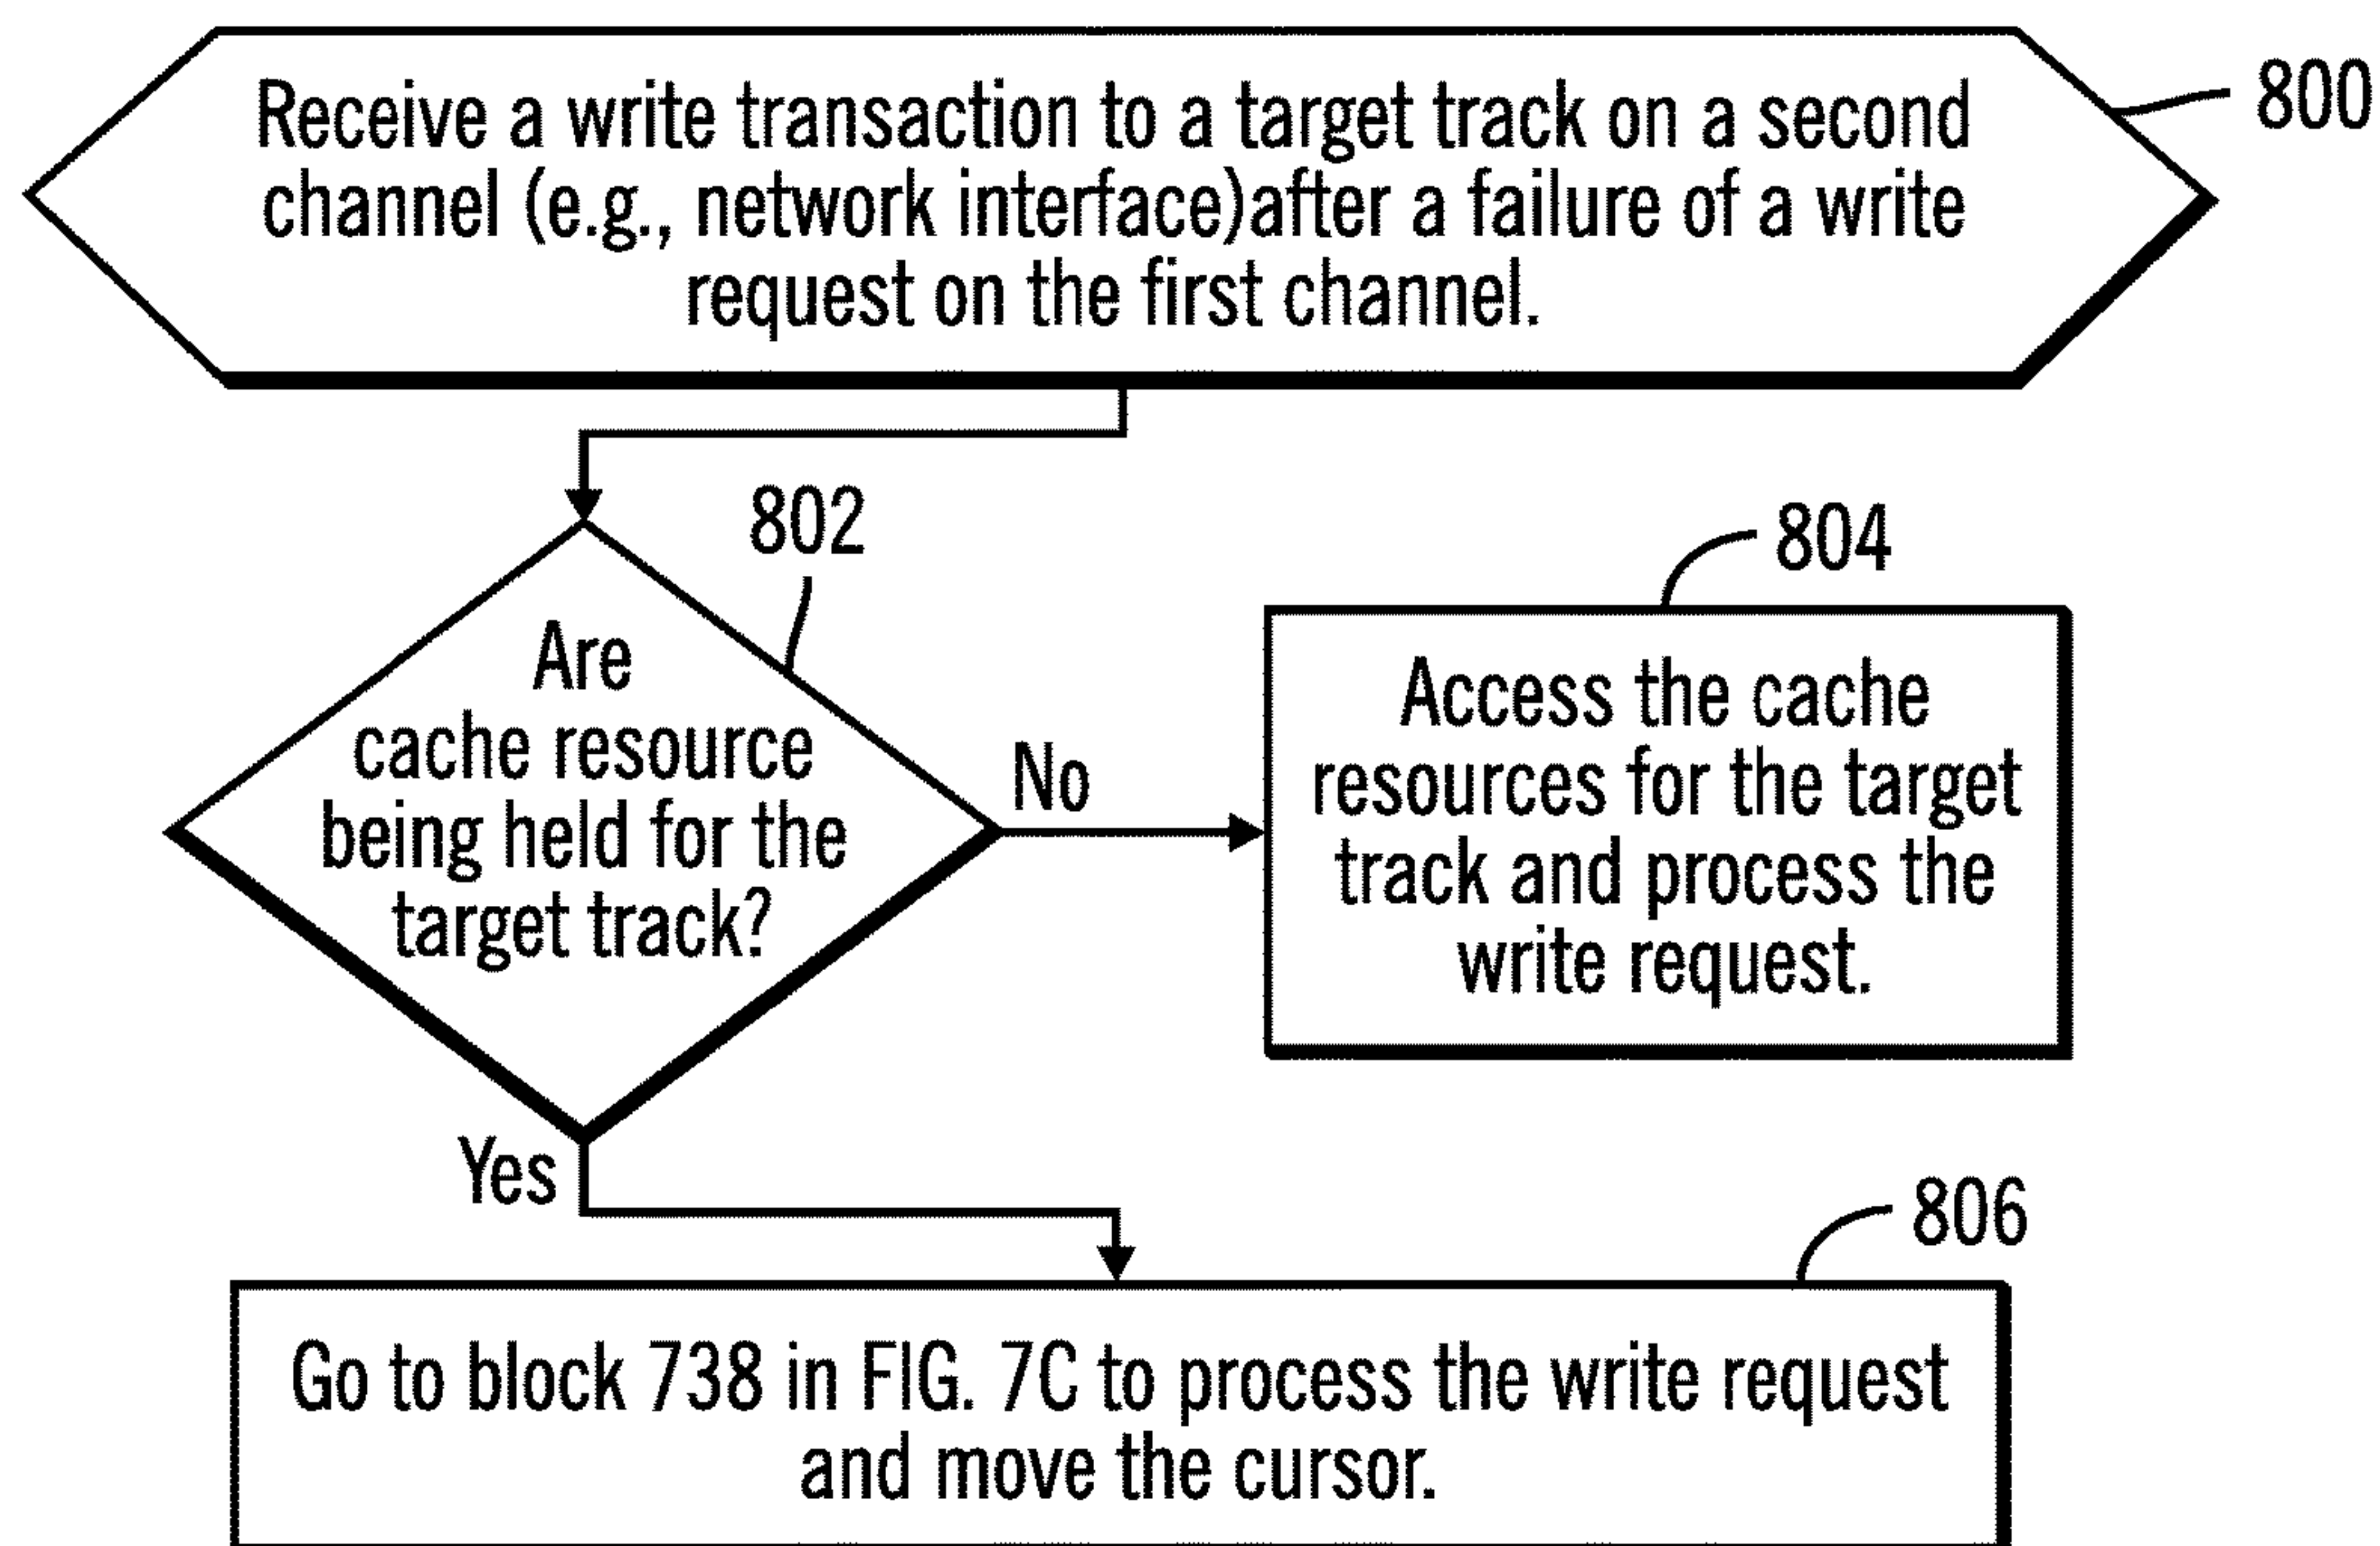 Receive a write transaction to a target track on a second
channel (e.g., network interface)after a failure of a write
request on the first channel.
800
802
Are
cache resource
being held for the
target track?
No
804
Access the cache
resources for the target
track and process the
write request.
Yes
806
Go to block 738 in FIG. 7C to process the write request
and move the cursor.